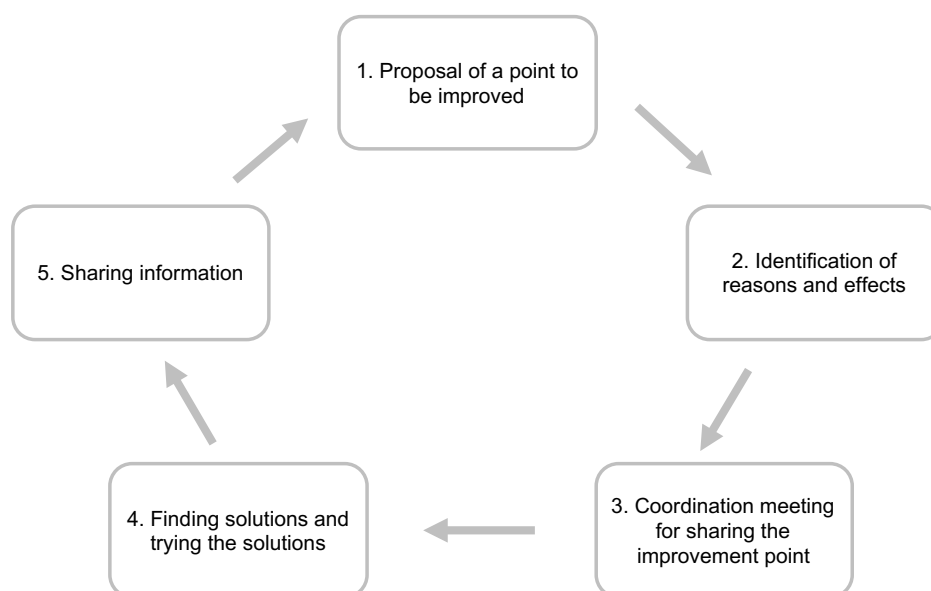 1. Proposal of a point to
be improved
2. Identification of
reasons and effects
3. Coordination meeting
for sharing the
improvement point
4. Finding solutions and
trying the solutions
5. Sharing information